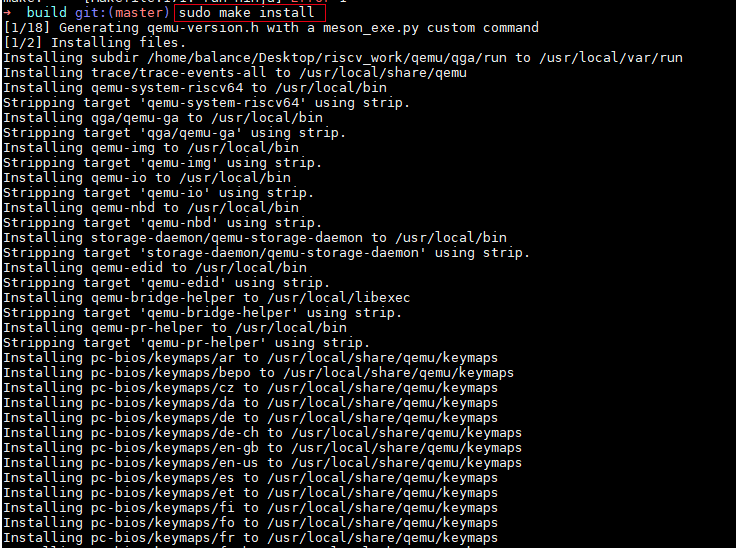 → build git:(master) sudo make install
[1/18] Generating qemu-version.h with a meson_exe.py custom command
[1/2] Installing files.
Installing subdir /home/balance/Desktop/riscv_work/qemu/qga/run to /usr/local/var/run
Installing trace/trace-events-all to /usr/local/share/qemu
Installing qemu-system-riscv64 to /usr/local/bin
Stripping target 'qemu-system-riscv64' using strip.
Installing qga/qemu-ga to /usr/local/bin
Stripping target 'qga/qemu-ga' using strip.
Installing qemu-img to /usr/local/bin
Stripping target 'qemu-img' using strip.
Installing qemu-io to /usr/local/bin
Stripping target 'qemu-io' using strip.
Installing qemu-nbd to /usr/local/bin
Stripping target 'qemu-nbd' using strip.
Installing storage-daemon/qemu-storage-daemon to /usr/local/bin
Stripping target 'storage-daemon/qemu-storage-daemon' using strip.
Installing qemu-edid to /usr/local/bin
Stripping target 'qemu-edid' using strip.
Installing qemu-bridge-helper to /usr/local/libexec
Stripping target 'qemu-bridge-helper' using strip.
Installing qemu-pr-helper to /usr/local/bin
Stripping target 'qemu-pr-helper' using strip.
Installing pc-bios/keymaps/ar to /usr/local/share/qemu/keymaps
Installing pc-bios/keymaps/bepo to /usr/local/share/qemu/keymaps
Installing pc-bios/keymaps/cz to /usr/local/share/qemu/keymaps
Installing pc-bios/keymaps/da to /usr/local/share/qemu/keymaps
Installing pc-bios/keymaps/de to /usr/local/share/qemu/keymaps
Installing pc-bios/keymaps/de-ch to /usr/local/share/qemu/keymaps
Installing pc-bios/keymaps/en-gb to /usr/local/share/qemu/keymaps
Installing pc-bios/keymaps/en-us to /usr/local/share/qemu/keymaps
Installing pc-bios/keymaps/es to /usr/local/share/qemu/keymaps
Installing pc-bios/keymaps/et to /usr/local/share/qemu/keymaps
Installing pc-bios/keymaps/fi to /usr/local/share/qemu/keymaps
Installing pc-bios/keymaps/fo to /usr/local/share/qemu/keymaps
Installing pc-bios/keymaps/fr to /usr/local/share/qemu/keymaps